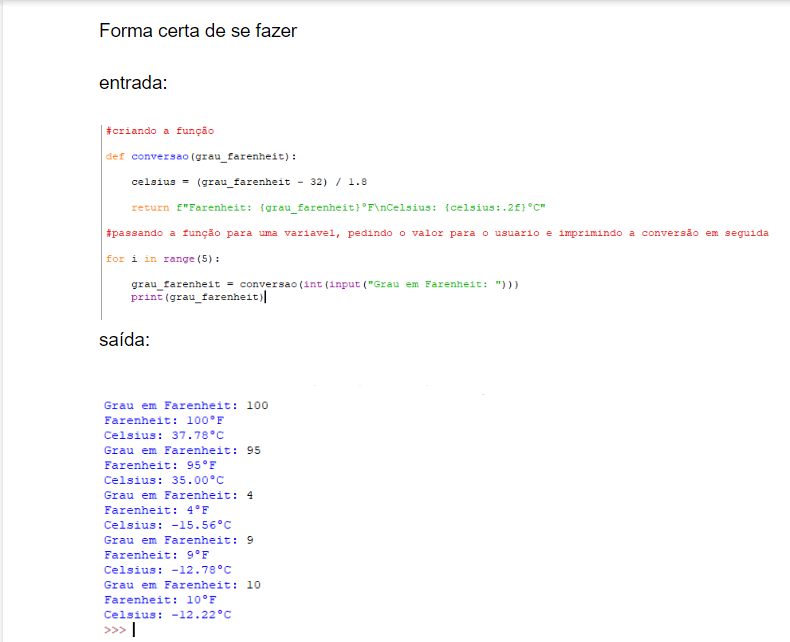 Forma certa de se fazer
entrada:
#criando a função
def conversao(grau_farenheit):
celsius = (grau_farenheit - 32) / 1.8
return f"Farenheit: {grau_farenheit}°F\nCelsius: {celsius:.2f}°C"
#passando a função para uma variavel, pedindo o valor para o usuario e imprimindo a conversão em seguida
for i in range(5):
grau_farenheit = conversao(int(input("Grau em Farenheit: ")))
print(grau_farenheit)
saída:
Grau em Farenheit: 100
Farenheit: 100°F
Celsius: 37.78°C
Grau em Farenheit: 95
Farenheit: 95°F
Celsius: 35.00°C
Grau em Farenheit: 4
Farenheit: 4°F
Celsius: -15.56°C
Grau em Farenheit: 9
Farenheit: 9°F
Celsius: -12.78°C
Grau em Farenheit: 10
Farenheit: 10°F
Celsius: -12.22°C
>>>